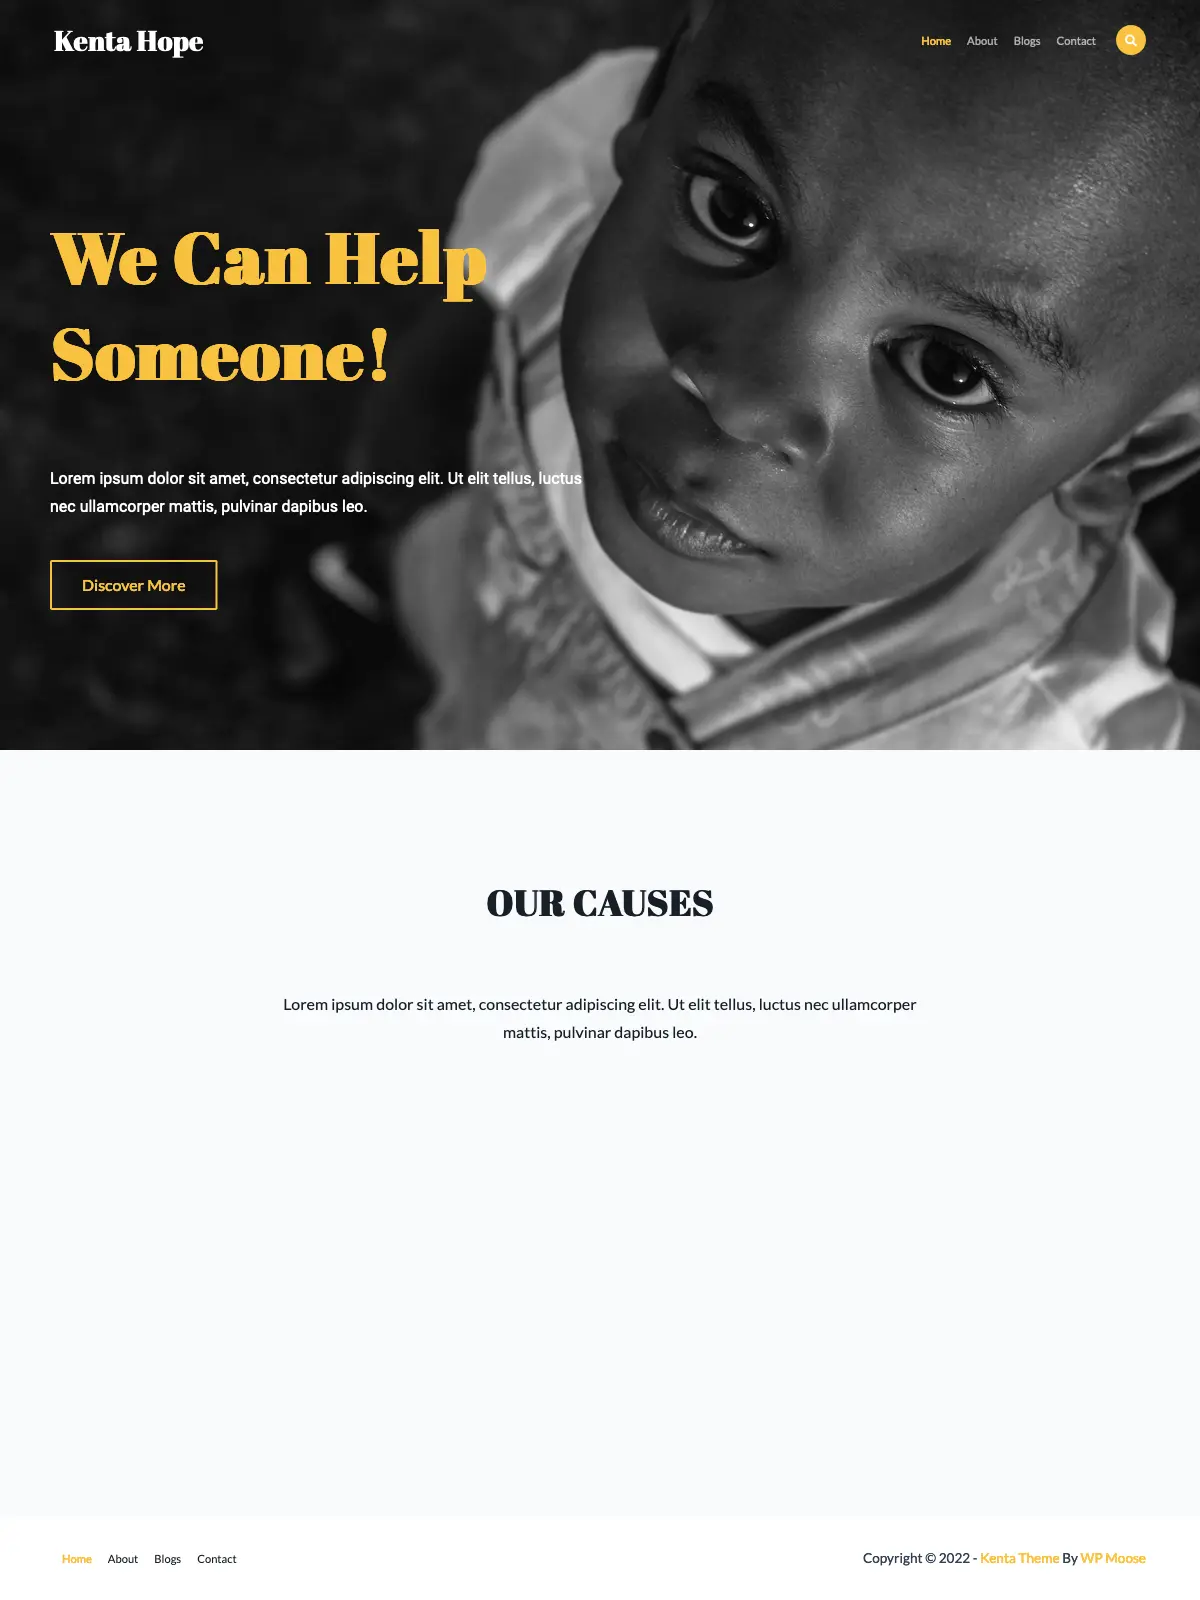 Kenta Hope
Home About Blogs Contact
We Can Help
Someone!
Lorem ipsum dolor sit amet, consectetur adipiscing elit. Ut elit tellus, luctus
nec ullamcorper mattis, pulvinar dapibus leo.
Discover More
OUR CAUSES
Lorem ipsum dolor sit amet, consectetur adipiscing elit. Ut elit tellus, luctus nec ullamcorper
mattis, pulvinar dapibus leo.
Home About Blogs Contact
Copyright © 2022 - Kenta Theme By WP Moose